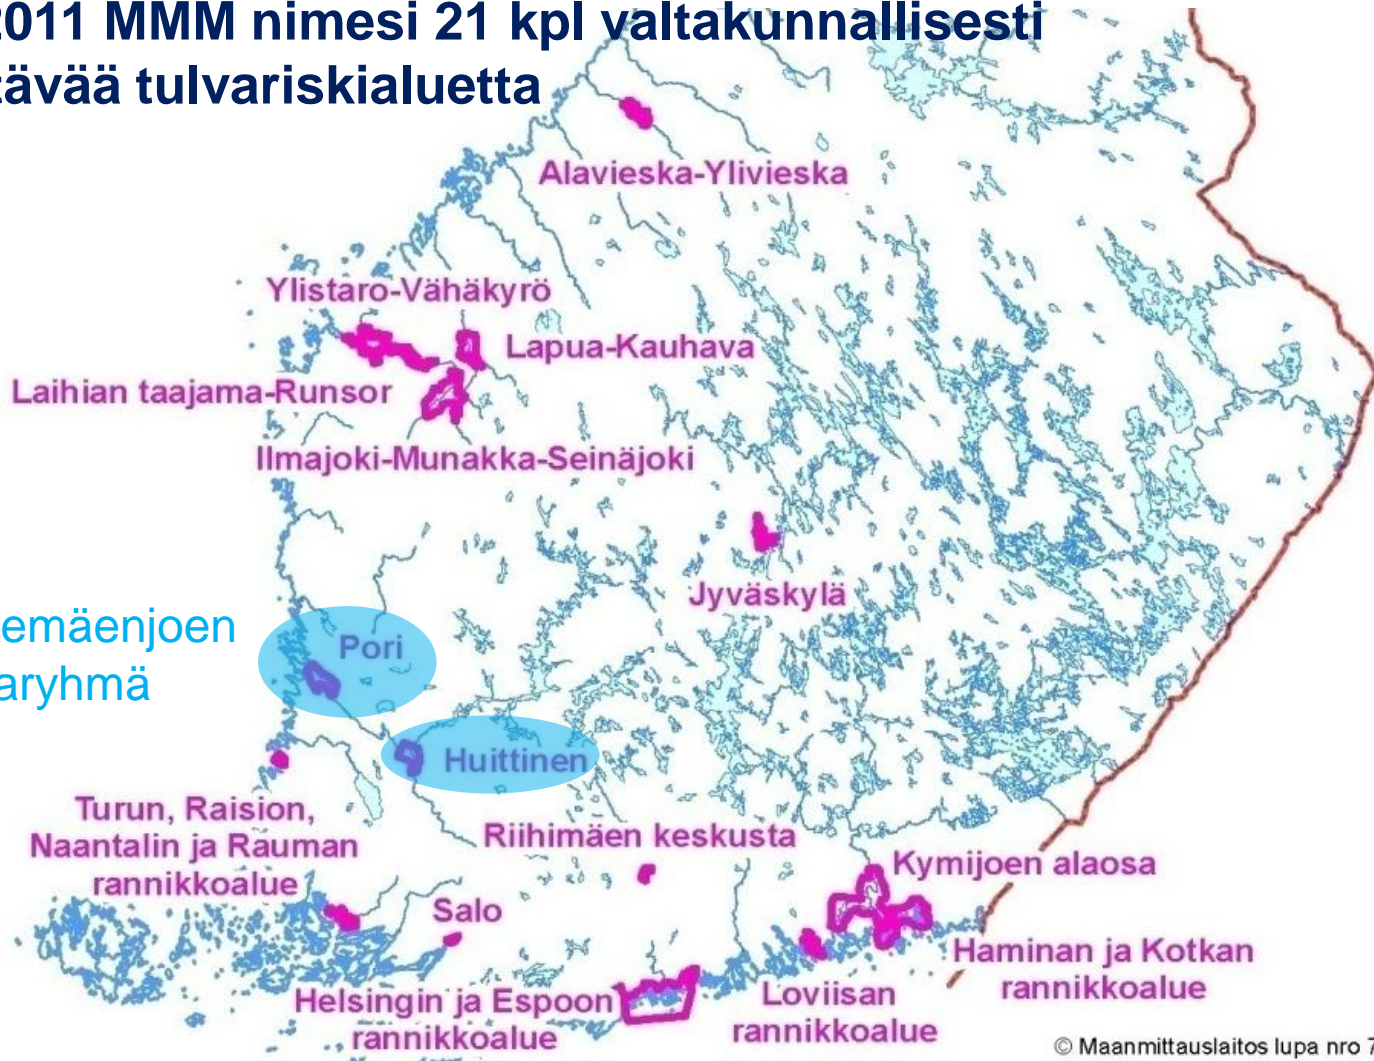 2011 MMM nimesi 21 kpl valtakunnallisesti
tävää tulvariskialuetta
Alavieska-Ylivieska
Ylistaro-Vähäkyrö
Lapua-Kauhava
Laihian taajama-Runsor
Ilmajoki-Munakka-Seinäjoki
Jyväskylä
emäenjoen
aryhmä
Pori
Huittinen
Turun, Raision,
Naantalin ja Rauman
rannikkoalue
Riihimäen keskusta
Kymijoen alaosa
Salo
Haminan ja Kotkan
rannikkoalue
Helsingin ja Espoon
rannikkoalue
Loviisan
rannikkoalue
© Maanmittauslaitos lupa nro 7